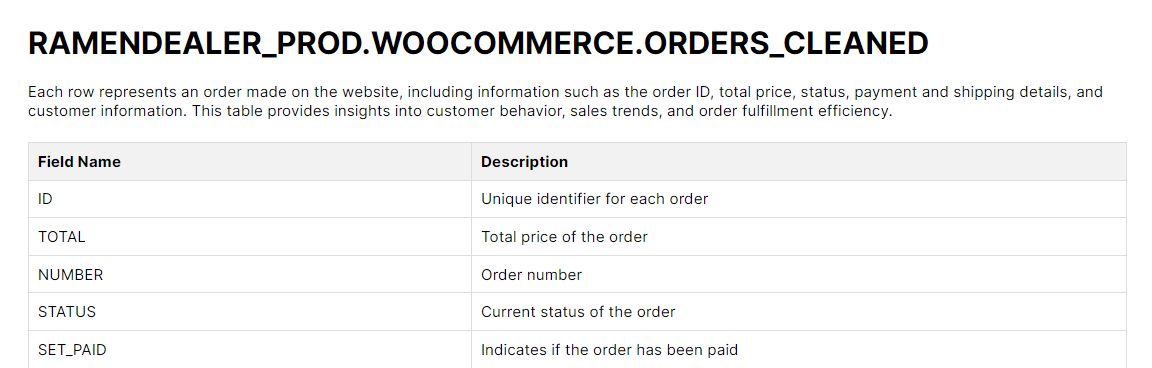 RAMENDEALER_PROD.WOOCOMMERCE.ORDERS_CLEANED
Each row represents an order made on the website, including information such as the order ID, total price, status, payment and shipping details, and
customer information. This table provides insights into customer behavior, sales trends, and order fulfillment efficiency.
Field Name Description
ID Unique identifier for each order
TOTAL Total price of the order
NUMBER Order number
STATUS Current status of the order
SET_PAID Indicates if the order has been paid